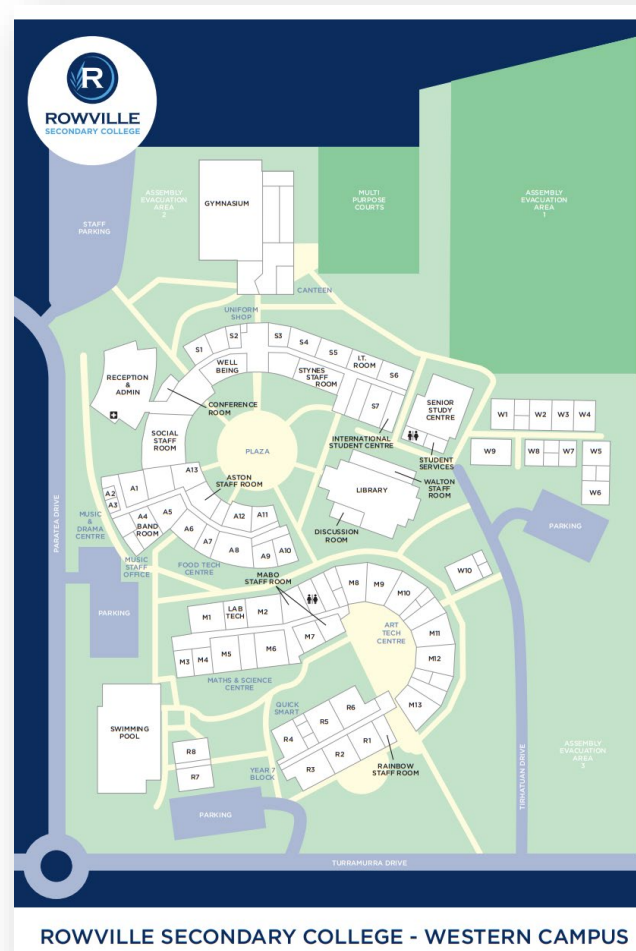 R
ROWVILLE
SECONDARY COLLEGE
STAFF
PARKING
ASSEMBLY
EVACUATION
AREA
2
GYMNASIUM
MULTI
PURPOSE
COURTS
ASSEMBLY
EVACUATION
AREA
1
CANTEEN
UNIFORM
SHOP
S1
S2
S3
S4
S5
I.T.
ROOM
S6
WELL
BEING
STYNES
STAFF
ROOM
S7
RECEPTION
&
ADMIN
CONFERENCE
ROOM
SENIOR
STUDY
CENTRE
INTERNATIONAL
STUDENT CENTRE
STUDENT
SERVICES
W1
W2
W3
W4
W9
W8
W7
W5
W6
SOCIAL
STAFF
ROOM
PLAZA
WALTON
STAFF
ROOM
LIBRARY
DISCUSSION
ROOM
A13
ASTON
STAFF ROOM
A2
A1
A3
A4
BAND
ROOM
A5
A6
A7
A8
A12
A11
A9
A10
PARATEA DRIVE
MUSIC
&
DRAMA
CENTRE
MUSIC
STAFF
OFFICE
FOOD TECH
CENTRE
PARKING
W10
MABO
STAFF ROOM
M8
M9
M10
M11
M12
M13
ART
TECH
CENTRE
PARKING
M1
LAB
TECH
M2
M7
M3
M4
M5
M6
MATHS & SCIENCE
CENTRE
SWIMMING
POOL
QUICK
SMART
R6
R5
R4
R1
R2
R3
R8
R7
YEAR 7
BLOCK
RAINBOW
STAFF ROOM
PARKING
TIRHATUAN DRIVE
ASSEMBLY
EVACUATION
AREA
3
TURRAMURRA DRIVE
ROWVILLE SECONDARY COLLEGE - WESTERN CAMPUS